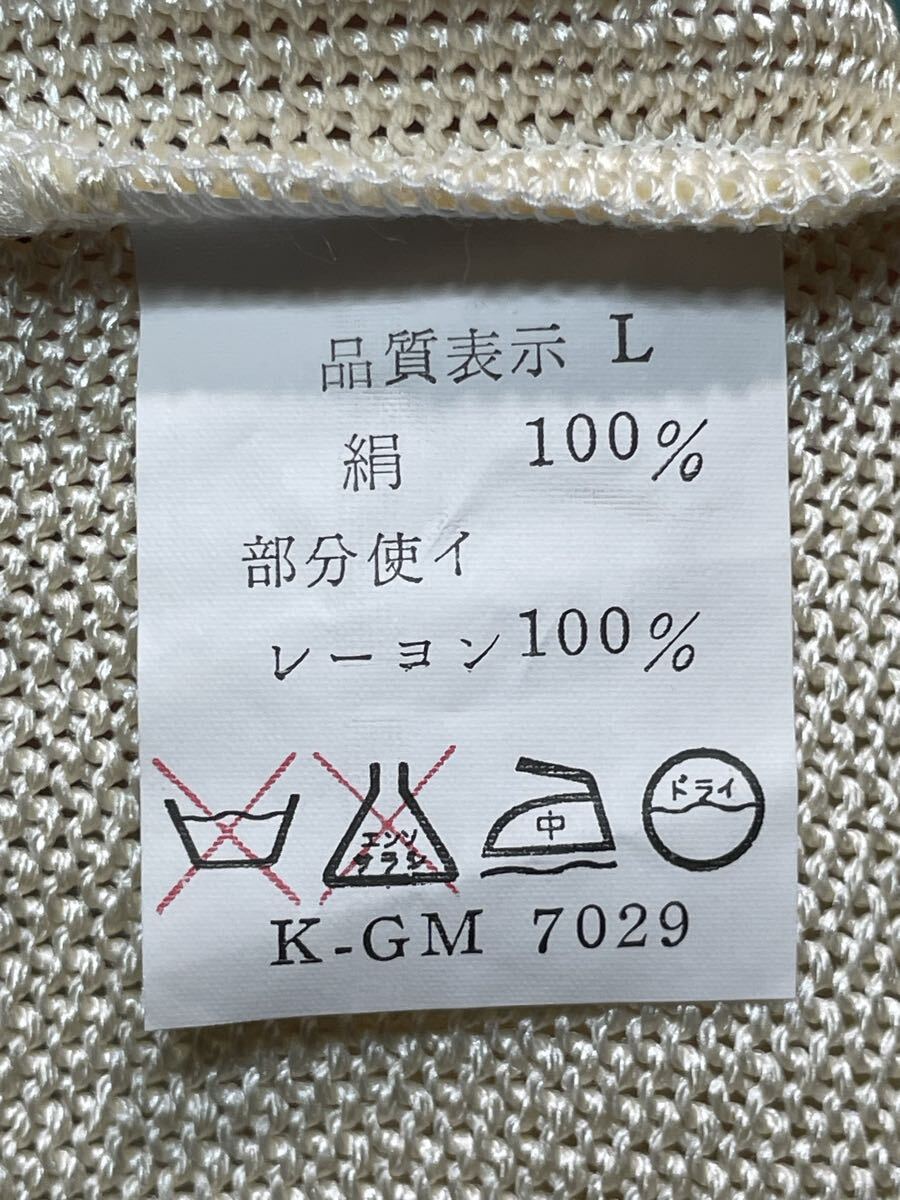 品質表示 L
絹 100%
部分使イ
レーヨン100%
エンソ
サラシ
中
ドライ
K-GM 7029